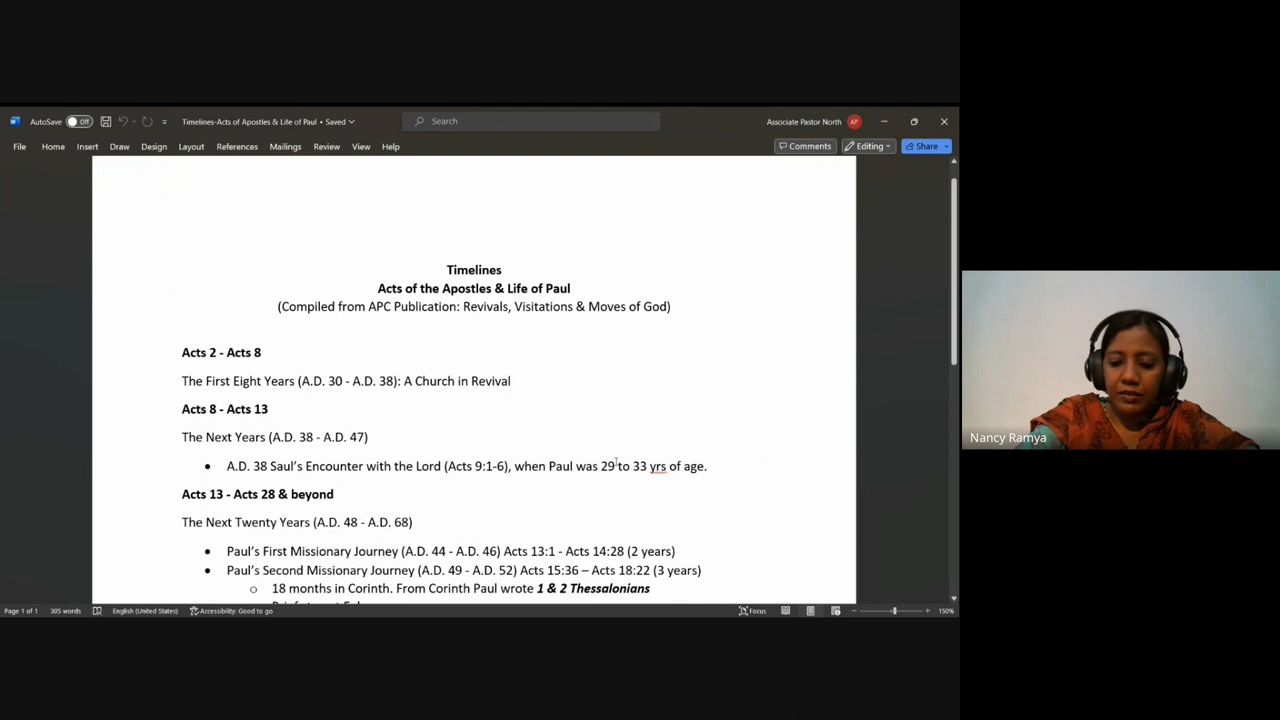 AutoSave Off Timelines-Acts of Apostles & Life of Paul • Saved Search Associate Pastor North AP
File Home Insert Draw Design Layout References Mailings Review View Help Comments Editing Share
Timelines
Acts of the Apostles & Life of Paul
(Compiled from APC Publication: Revivals, Visitations & Moves of God)
Acts 2 - Acts 8
The First Eight Years (A.D. 30 - A.D. 38): A Church in Revival
Acts 8 - Acts 13
The Next Years (A.D. 38 - A.D. 47)
• A.D. 38 Saul's Encounter with the Lord (Acts 9:1-6), when Paul was 29 to 33 yrs of age.
Acts 13 - Acts 28 & beyond
The Next Twenty Years (A.D. 48 - A.D. 68)
• Paul's First Missionary Journey (A.D. 44 - A.D. 46) Acts 13:1 - Acts 14:28 (2 years)
• Paul's Second Missionary Journey (A.D. 49 - A.D. 52) Acts 15:36 – Acts 18:22 (3 years)
o 18 months in Corinth. From Corinth Paul wrote 1 & 2 Thessalonians
Page 1 of 1 305 words English (United States) Accessibility: Good to go Focus 150%
Nancy Ramya